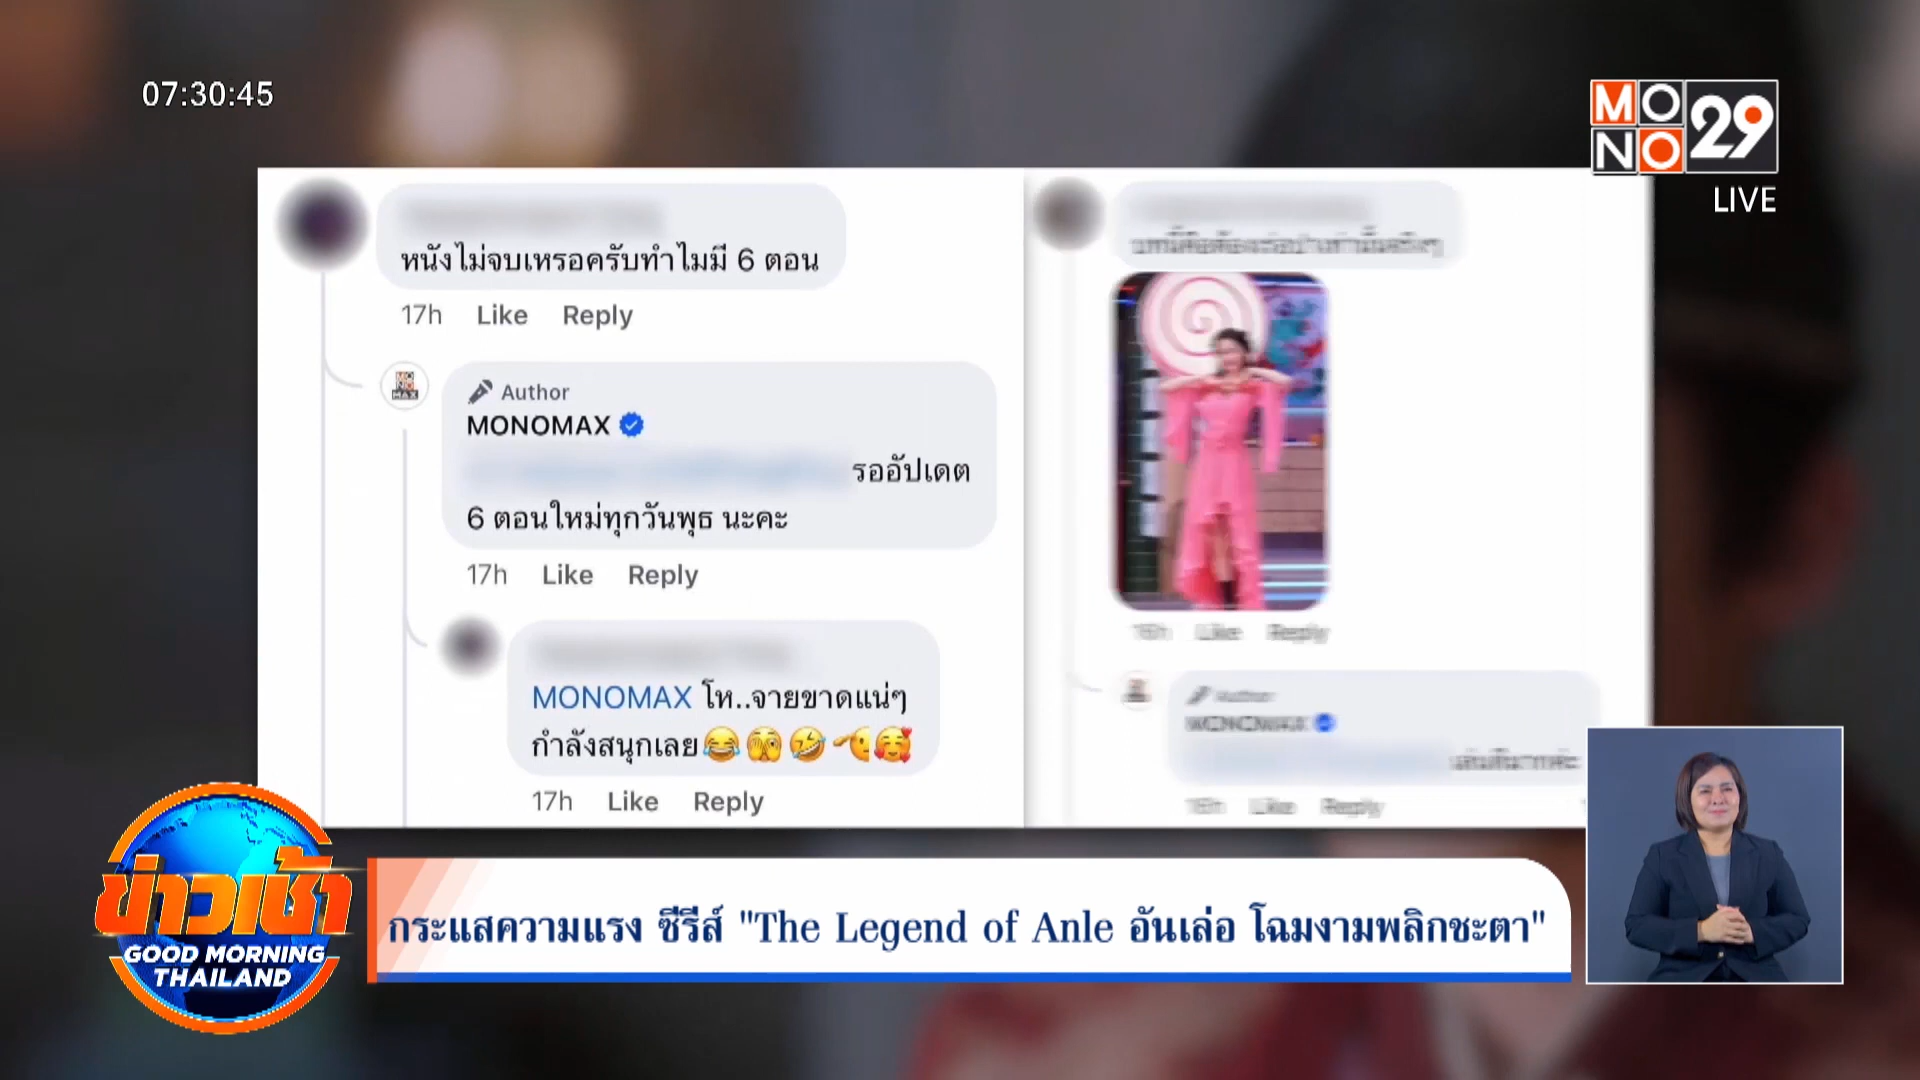 07:30:45
MONO 29
LIVE
หนังไม่จบเหรอครับทำไมมี 6 ตอน
17h Like Reply
Author
MONOMAX
รออัปเดต
6 ตอนใหม่ทุกวันพุธ นะคะ
17h Like Reply
MONOMAX โห..จายขาดแน่ๆ
กำลังสนุกเลย😂🫣🤣🫡🥰
17h Like Reply
Like Reply
Author
MONOMAX
Like Reply
ข่าวเช้า
GOOD MORNING
THAILAND
กระแสความแรง ซีรีส์ "The Legend of Anle อันเล่อ โฉมงามพลิกชะตา"